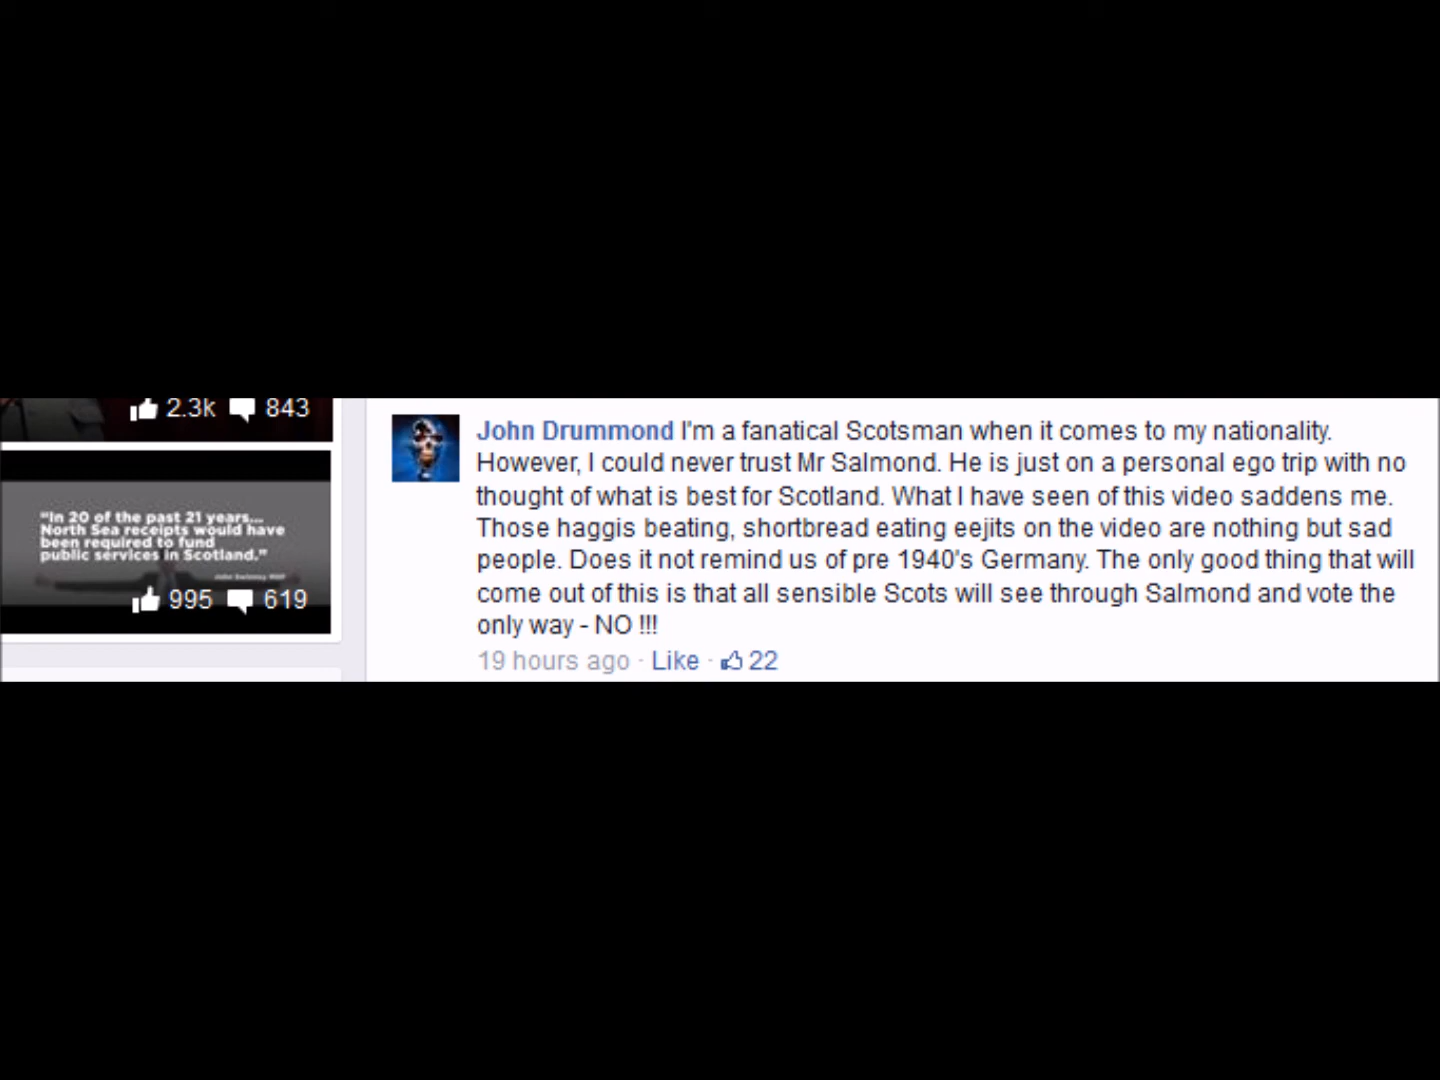 2.3k 843
"In 20 of the past 21 years...
North Sea receipts would have
been required to fund
public services in Scotland."
John Swinney MSP
995 619
John Drummond I'm a fanatical Scotsman when it comes to my nationality.
However, I could never trust Mr Salmond. He is just on a personal ego trip with no
thought of what is best for Scotland. What I have seen of this video saddens me.
Those haggis beating, shortbread eating eejits on the video are nothing but sad
people. Does it not remind us of pre 1940's Germany. The only good thing that will
come out of this is that all sensible Scots will see through Salmond and vote the
only way - NO !!!
19 hours ago · Like · 22